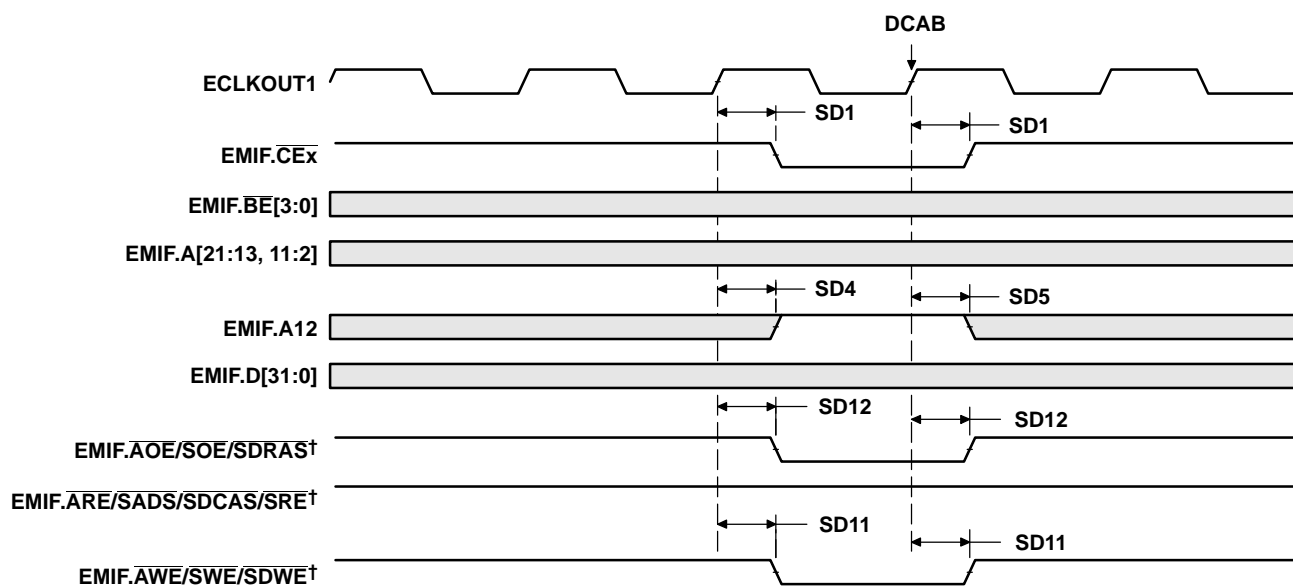 DCAB
ECLKOUT1
SD1
SD1
EMIF.CEx
EMIF.BE[3:0]
EMIF.A[21:13, 11:2]
SD4
SD5
EMIF.A12
EMIF.D[31:0]
SD12
SD12
EMIF.AOE/SOE/SDRAS†
EMIF.ARE/SADS/SDCAS/SRE†
SD11
SD11
EMIF.AWE/SWE/SDWE†